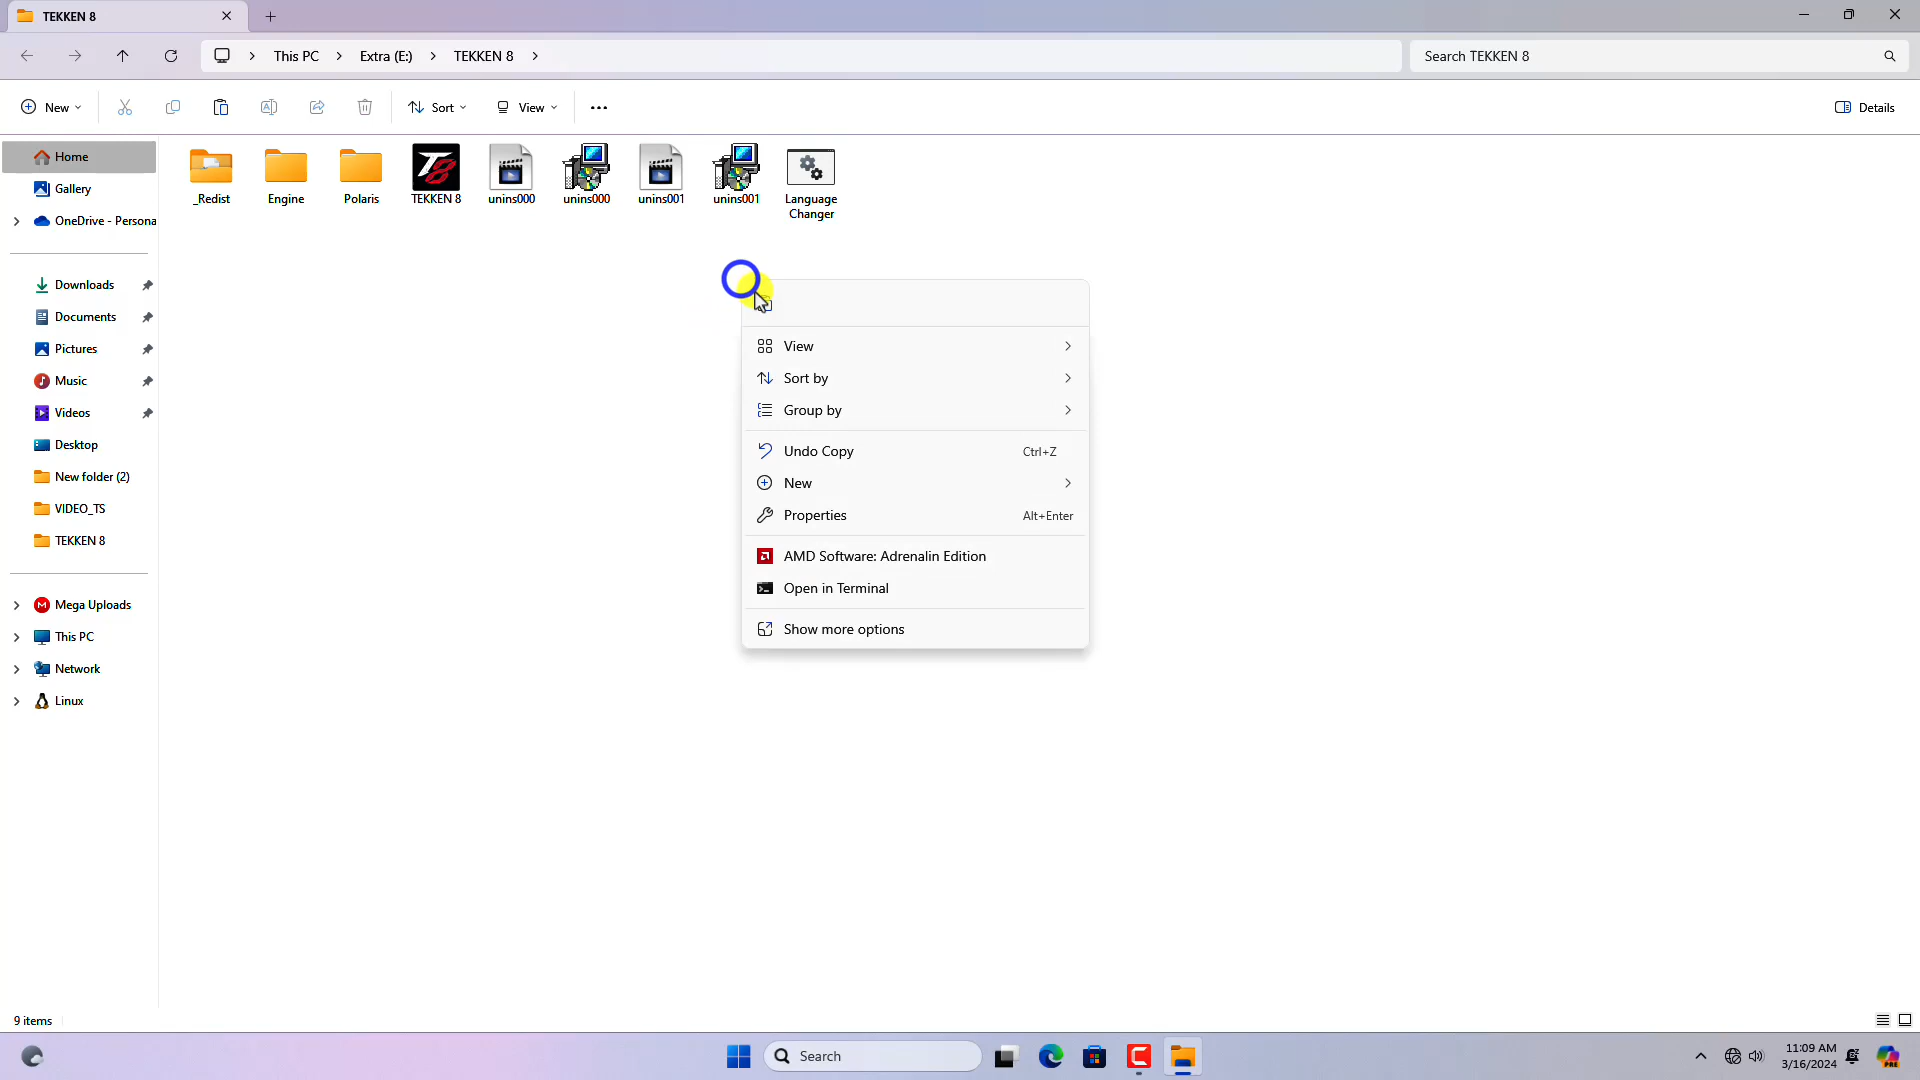 TEKKEN 8
This PC
Extra (E:)
TEKKEN 8
Search TEKKEN 8
New
Sort
View
Details
Home
Gallery
OneDrive - Persona
Downloads
Documents
Pictures
Music
Videos
Desktop
New folder (2)
VIDEO_TS
TEKKEN 8
Mega Uploads
This PC
Network
Linux
_Redist
Engine
Polaris
TEKKEN 8
unins000
unins000
unins001
unins001
Language
Changer
View
Sort by
Group by
Undo Copy Ctrl+Z
New
Properties Alt+Enter
AMD Software: Adrenalin Edition
Open in Terminal
Show more options
9 items
Search
11:09 AM
3/16/2024
PRE